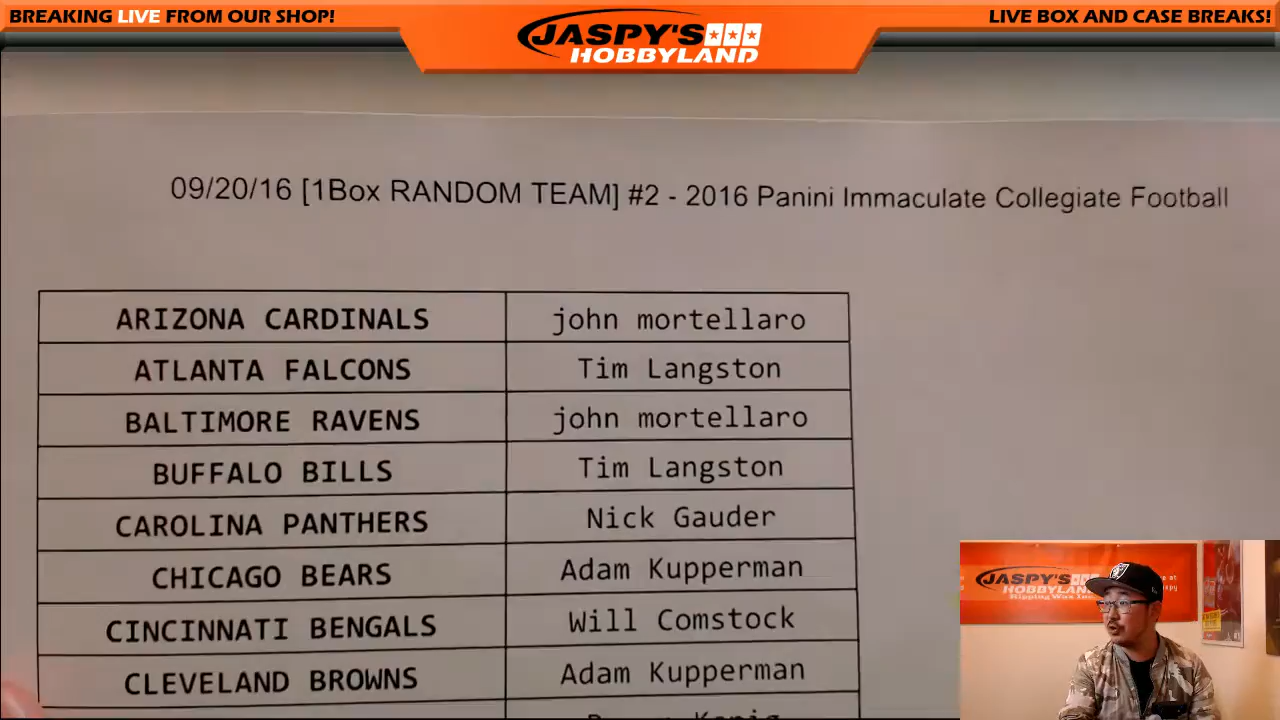 BREAKING LIVE FROM OUR SHOP!
JASPY'S
HOBBYLAND
LIVE BOX AND CASE BREAKS!
09/20/16 [1Box RANDOM TEAM] #2 - 2016 Panini Immaculate Collegiate Football
ARIZONA CARDINALS john mortellaro
ATLANTA FALCONS Tim Langston
BALTIMORE RAVENS john mortellaro
BUFFALO BILLS Tim Langston
CAROLINA PANTHERS Nick Gauder
CHICAGO BEARS Adam Kupperman
CINCINNATI BENGALS Will Comstock
CLEVELAND BROWNS Adam Kupperman
JASPY'S
HOBBYLAND